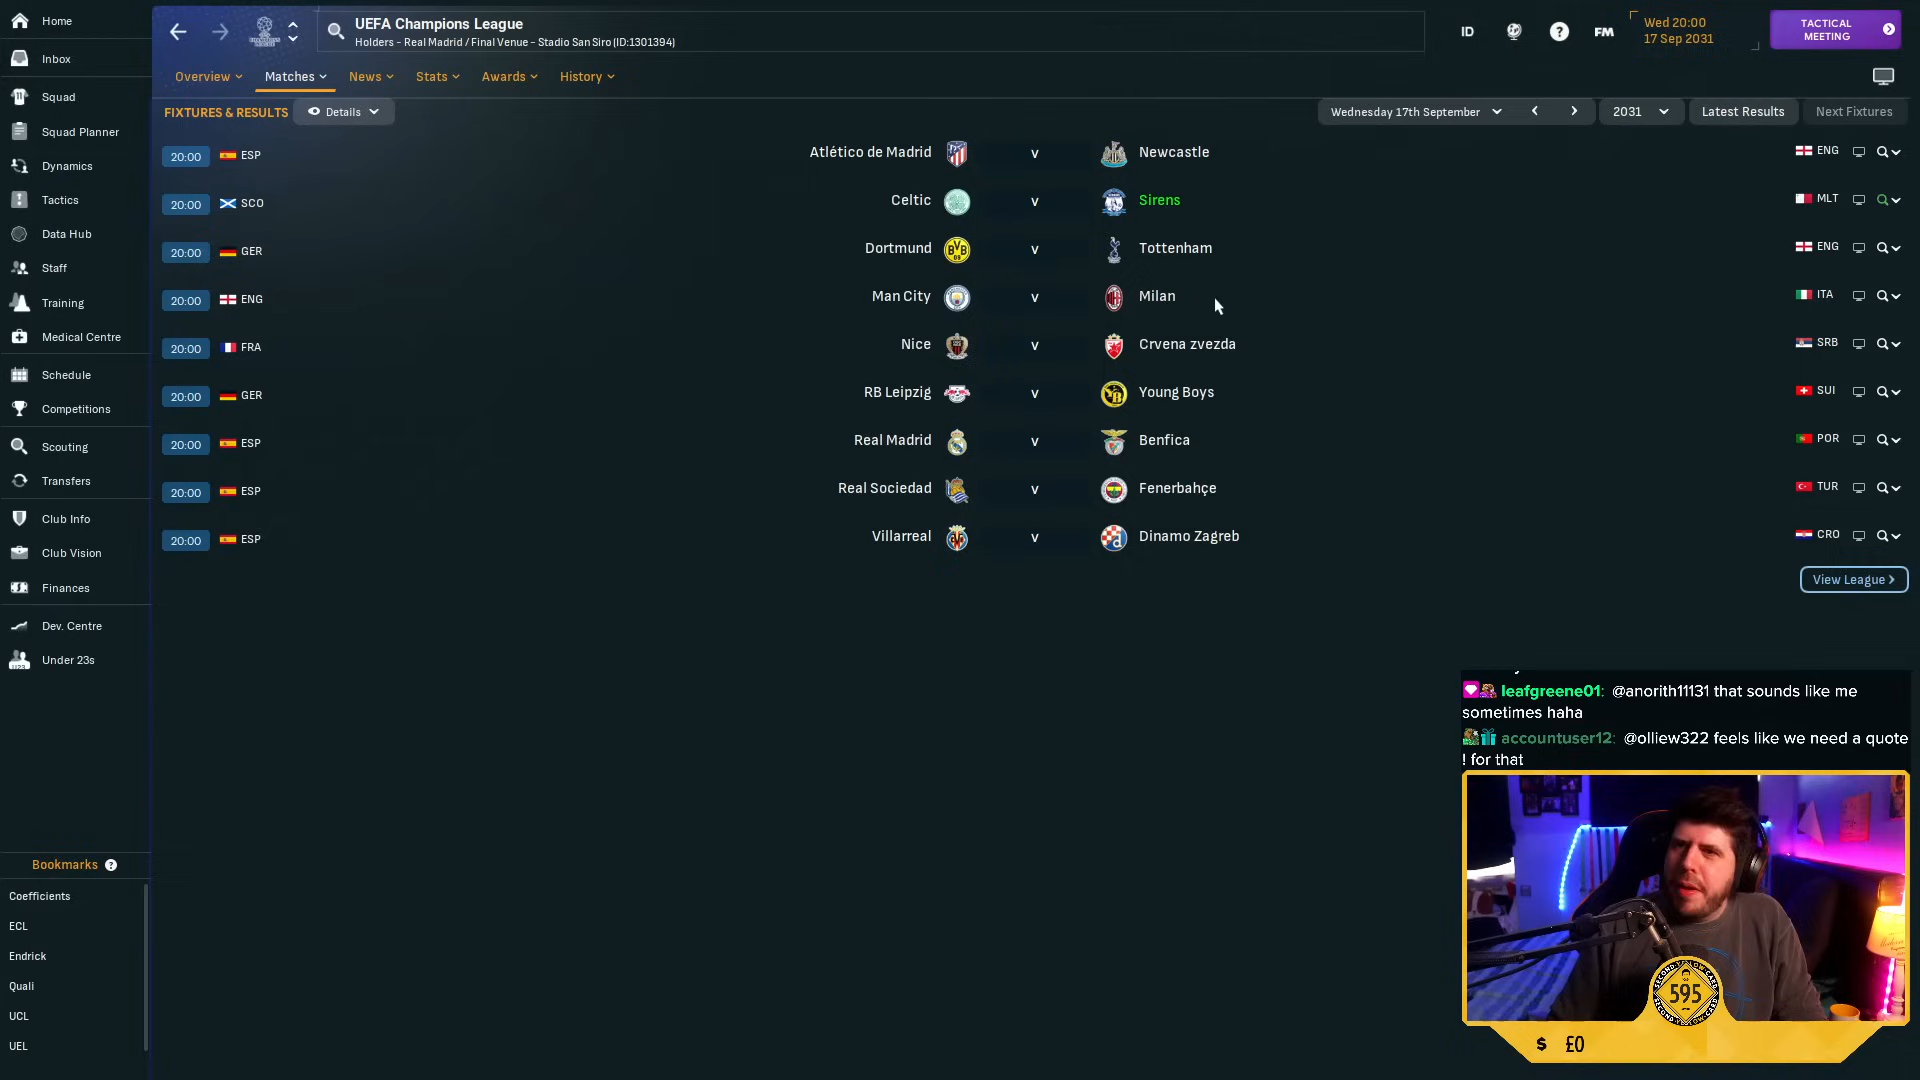 Home
Inbox
Squad
Squad Planner
Dynamics
Tactics
Data Hub
Staff
Training
Medical Centre
Schedule
Competitions
Scouting
Transfers
Club Info
Club Vision
Finances
Dev. Centre
Under 23s
Bookmarks ?
Coefficients
ECL
Endrick
Quali
UCL
UEL
UEFA Champions League
Holders - Real Madrid / Final Venue - Stadio San Siro (ID:1301394)
ID ? FM
Wed 20:00
17 Sep 2031
TACTICAL
MEETING
Overview Matches News Stats Awards History
FIXTURES & RESULTS Details
Wednesday 17th September 2031 Latest Results Next Fixtures
20:00 ESP Atlético de Madrid v Newcastle ENG
20:00 SCO Celtic v Sirens MLT
20:00 GER Dortmund v Tottenham ENG
20:00 ENG Man City v Milan ITA
20:00 FRA Nice v Crvena zvezda SRB
20:00 GER RB Leipzig v Young Boys SUI
20:00 ESP Real Madrid v Benfica POR
20:00 ESP Real Sociedad v Fenerbahçe TUR
20:00 ESP Villarreal v Dinamo Zagreb CRO
View League
leafgreene01: @anorith11131 that sounds like me
sometimes haha
accountuser12: @olliew322 feels like we need a quote
! for that
SECOND YELLOW CARD
595
$ £0